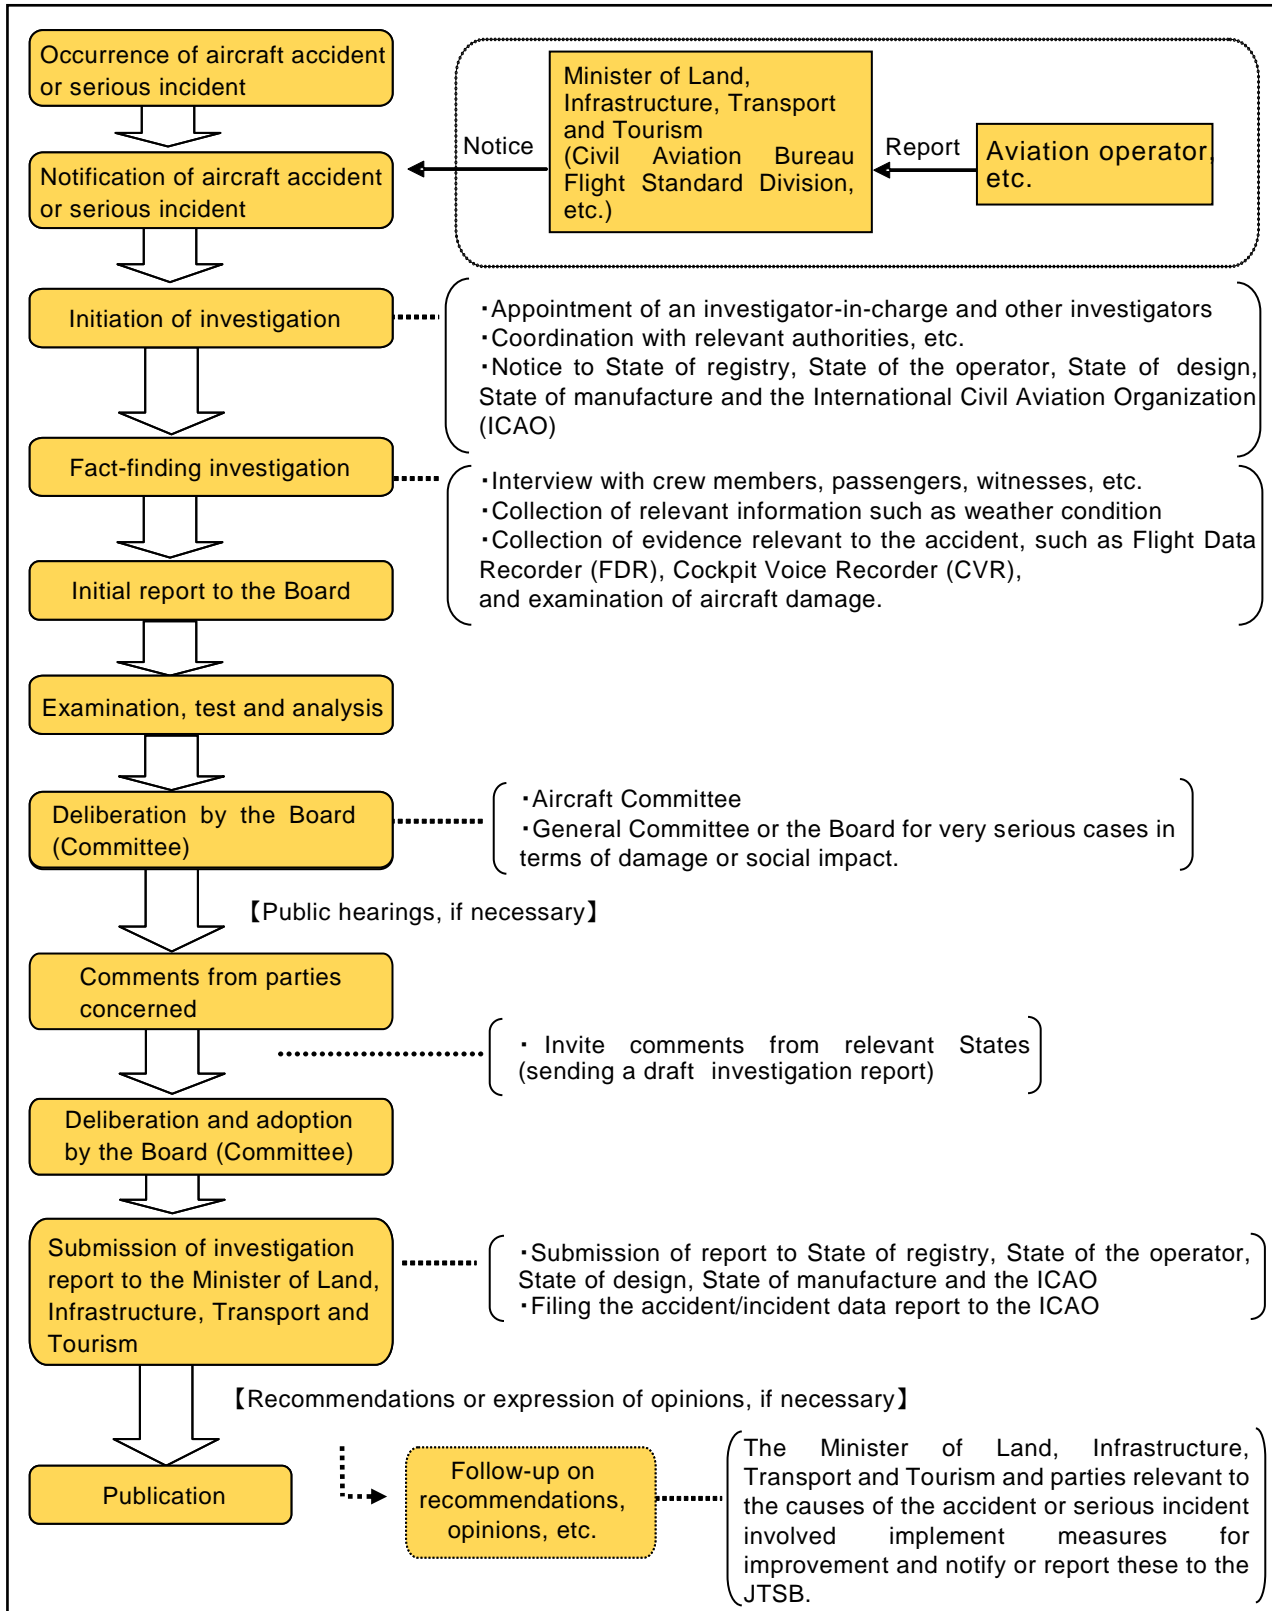 Occurrence of aircraft accident
or serious incident
Minister of Land,
Infrastructure, Transport
and Tourism
(Civil Aviation Bureau
Flight Standard Division,
etc.)
Notice
Report
Aviation operator,
etc.
Notification of aircraft accident
or serious incident
Initiation of investigation
・Appointment of an investigator-in-charge and other investigators
・Coordination with relevant authorities, etc.
・Notice to State of registry, State of the operator, State of design,
State of manufacture and the International Civil Aviation Organization
(ICAO)
Fact-finding investigation
・Interview with crew members, passengers, witnesses, etc.
・Collection of relevant information such as weather condition
・Collection of evidence relevant to the accident, such as Flight Data
Recorder (FDR), Cockpit Voice Recorder (CVR),
and examination of aircraft damage.
Initial report to the Board
Examination, test and analysis
Deliberation by the Board
(Committee)
・Aircraft Committee
・General Committee or the Board for very serious cases in
terms of damage or social impact.
【Public hearings, if necessary】
Comments from parties
concerned
・ Invite comments from relevant States
(sending a draft investigation report)
Deliberation and adoption
by the Board (Committee)
Submission of investigation
report to the Minister of Land,
Infrastructure, Transport and
Tourism
・Submission of report to State of registry, State of the operator,
State of design, State of manufacture and the ICAO
・Filing the accident/incident data report to the ICAO
【Recommendations or expression of opinions, if necessary】
Publication
Follow-up on
recommendations,
opinions, etc.
The Minister of Land, Infrastructure,
Transport and Tourism and parties relevant to
the causes of the accident or serious incident
involved implement measures for
improvement and notify or report these to the
JTSB.